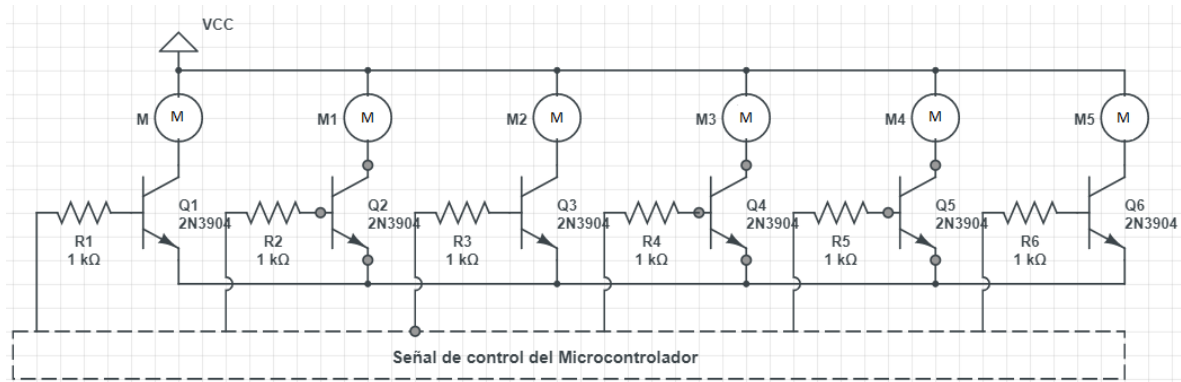 VCC
M
M
M1
M
M2
M
M3
M
M4
M
M5
M
Q1
2N3904
Q2
2N3904
Q3
2N3904
Q4
2N3904
Q5
2N3904
Q6
2N3904
R1
1 kΩ
R2
1 kΩ
R3
1 kΩ
R4
1 kΩ
R5
1 kΩ
R6
1 kΩ
Señal de control del Microcontrolador